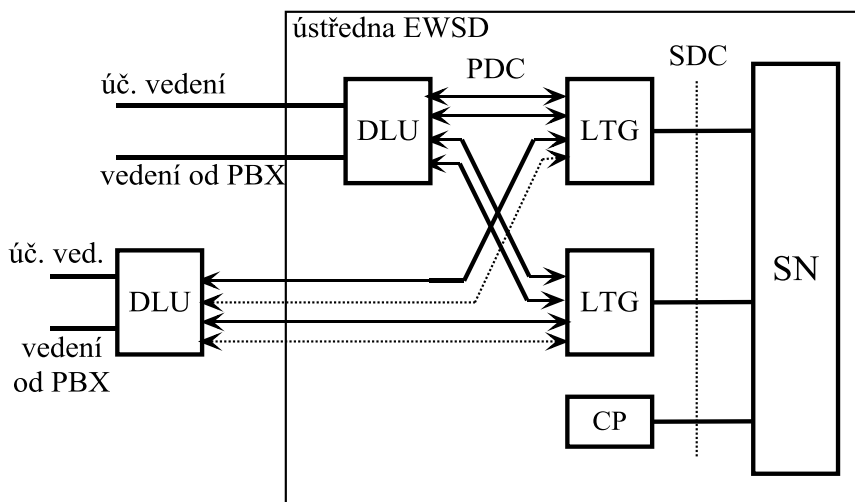 ústředna EWSD
úč. vedení
PDC
SDC
DLU
LTG
vedení od PBX
úč. ved.
DLU
LTG
SN
vedení
od PBX
CP